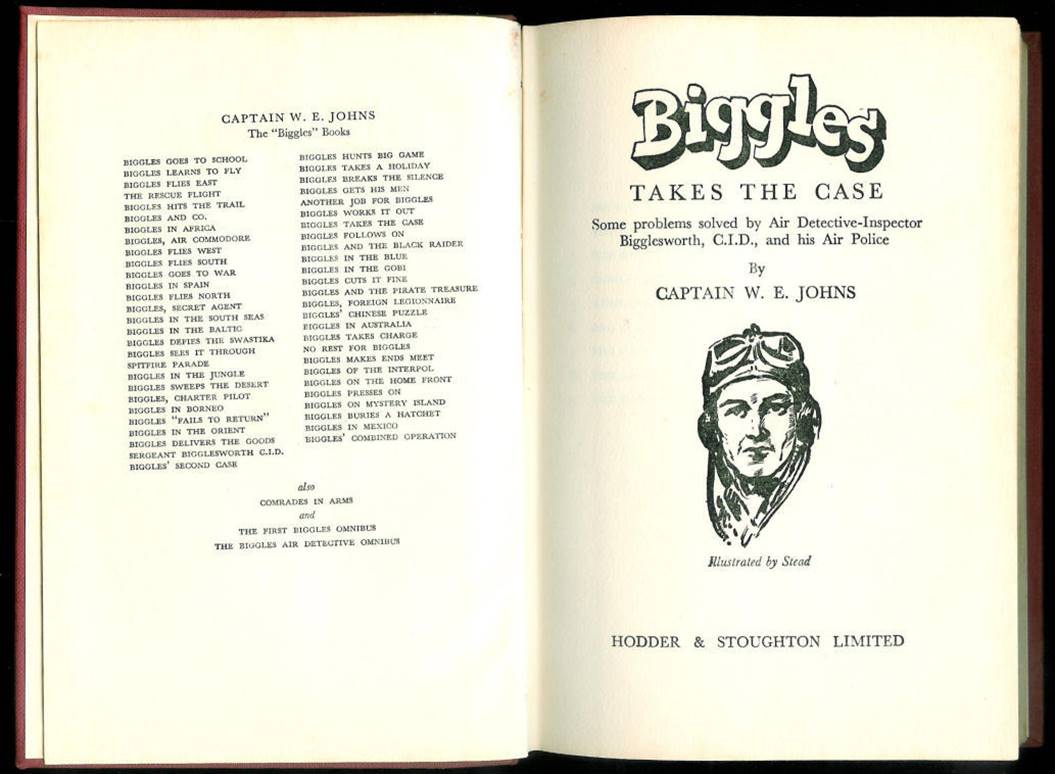 CAPTAIN W. E. JOHNS
The "Biggles" Books
BIGGLES GOES TO SCHOOL
BIGGLES LEARNS TO FLY
BIGGLES FLIES EAST
THE RESCUE FLIGHT
BIGGLES HITS THE TRAIL
BIGGLES AND CO.
BIGGLES IN AFRICA
BIGGLES, AIR COMMODORE
BIGGLES FLIES WEST
BIGGLES FLIES SOUTH
BIGGLES GOES TO WAR
BIGGLES IN SPAIN
BIGGLES FLIES NORTH
BIGGLES, SECRET AGENT
BIGGLES IN THE SOUTH SEAS
BIGGLES IN THE BALTIC
BIGGLES DEFIES THE SWASTIKA
BIGGLES SEES IT THROUGH
SPITFIRE PARADE
BIGGLES IN THE JUNGLE
BIGGLES SWEEPS THE DESERT
BIGGLES, CHARTER PILOT
BIGGLES IN BORNEO
BIGGLES "FAILS TO RETURN"
BIGGLES IN THE ORIENT
BIGGLES DELIVERS THE GOODS
SERGEANT BIGGLESWORTH C.I.D.
BIGGLES' SECOND CASE
BIGGLES HUNTS BIG GAME
BIGGLES TAKES A HOLIDAY
BIGGLES BREAKS THE SILENCE
BIGGLES GETS HIS MEN
ANOTHER JOB FOR BIGGLES
BIGGLES WORKS IT OUT
BIGGLES TAKES THE CASE
BIGGLES FOLLOWS ON
BIGGLES AND THE BLACK RAIDER
BIGGLES IN THE BLUE
BIGGLES IN THE GOBI
BIGGLES CUTS IT FINE
BIGGLES AND THE PIRATE TREASURE
BIGGLES, FOREIGN LEGIONNAIRE
BIGGLES' CHINESE PUZZLE
BIGGLES IN AUSTRALIA
BIGGLES TAKES CHARGE
NO REST FOR BIGGLES
BIGGLES MAKES ENDS MEET
BIGGLES OF THE INTERPOL
BIGGLES ON THE HOME FRONT
BIGGLES PRESSES ON
BIGGLES ON MYSTERY ISLAND
BIGGLES BURIES A HATCHET
BIGGLES IN MEXICO
BIGGLES' COMBINED OPERATION
also
COMRADES IN ARMS
and
THE FIRST BIGGLES OMNIBUS
THE BIGGLES AIR DETECTIVE OMNIBUS
Biggles
TAKES THE CASE
Some problems solved by Air Detective-Inspector
Bigglesworth, C.I.D., and his Air Police
By
CAPTAIN W. E. JOHNS
Illustrated by Stead
HODDER & STOUGHTON LIMITED